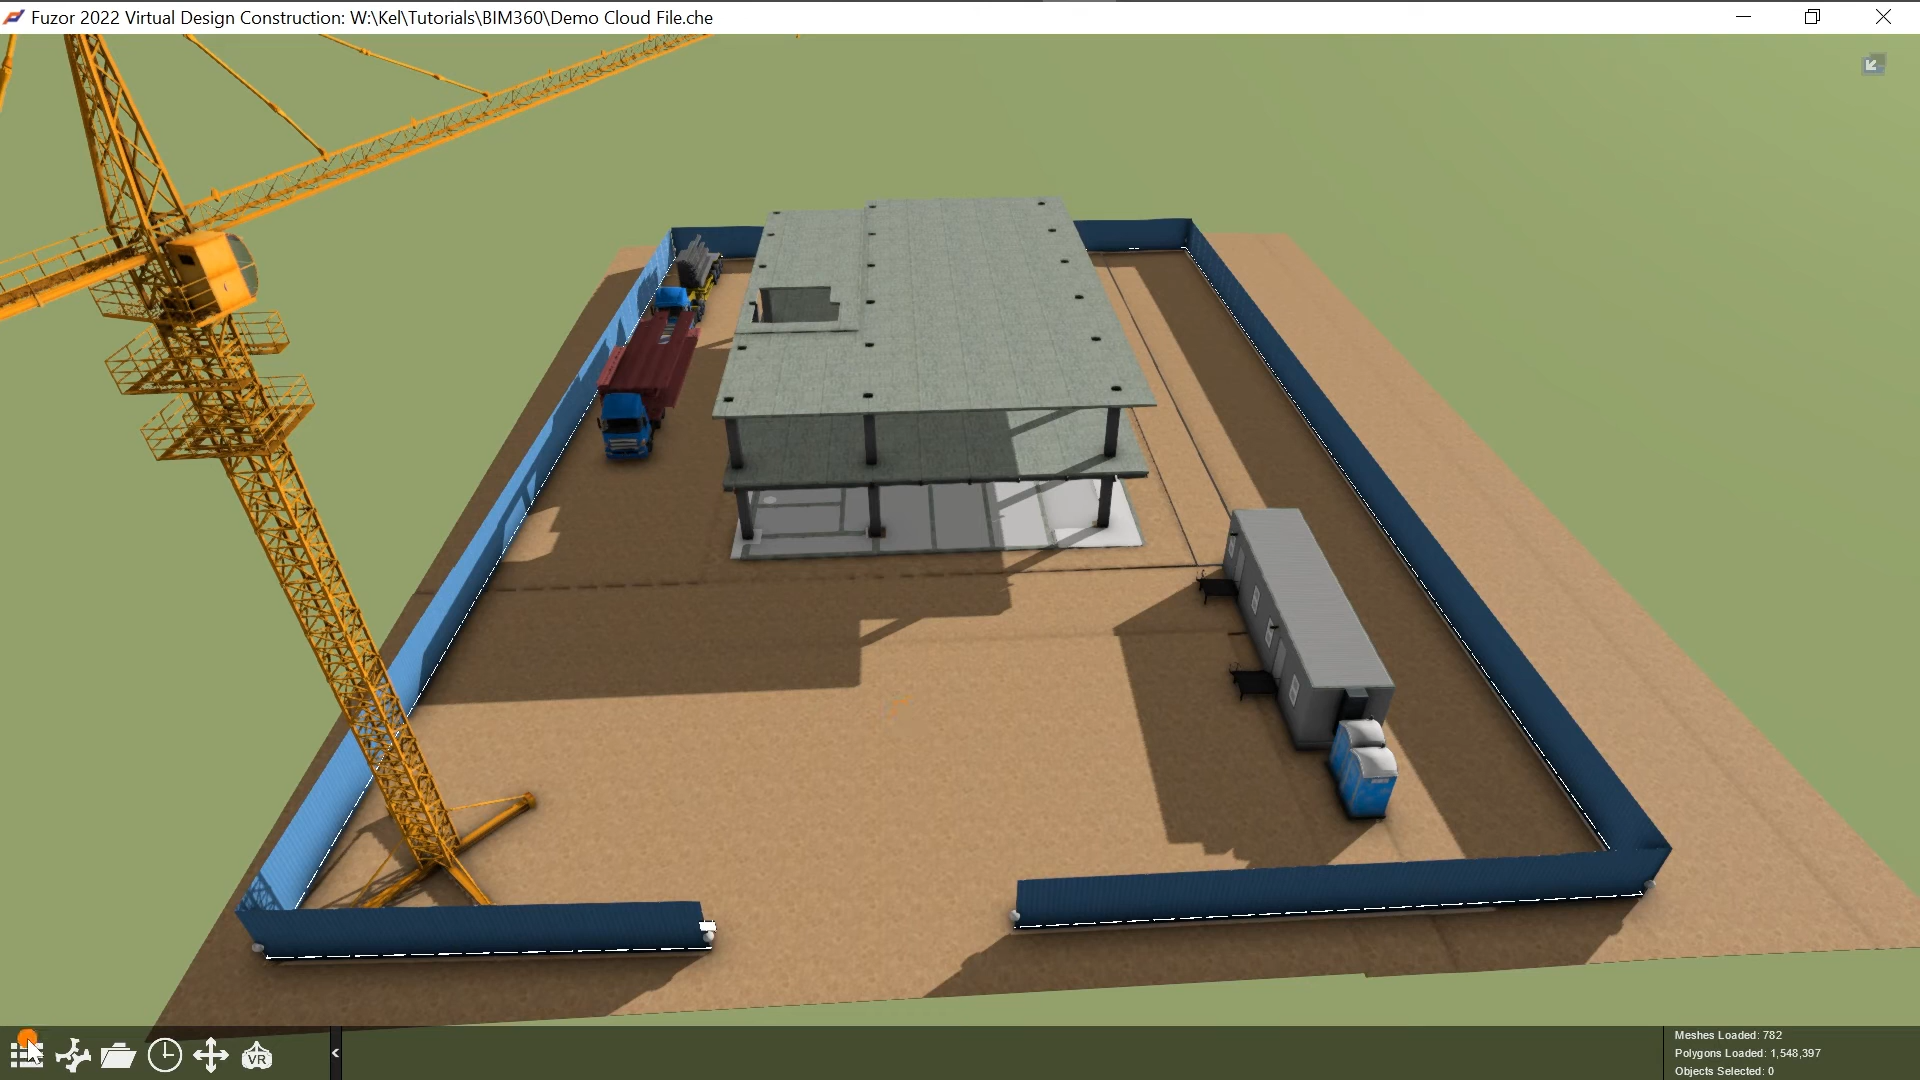 Fuzor 2022 Virtual Design Construction: W:\Kel\Tutorials\BIM360\Demo Cloud File.che
VR
Meshes Loaded: 782
Polygons Loaded: 1,548,397
Objects Selected: 0